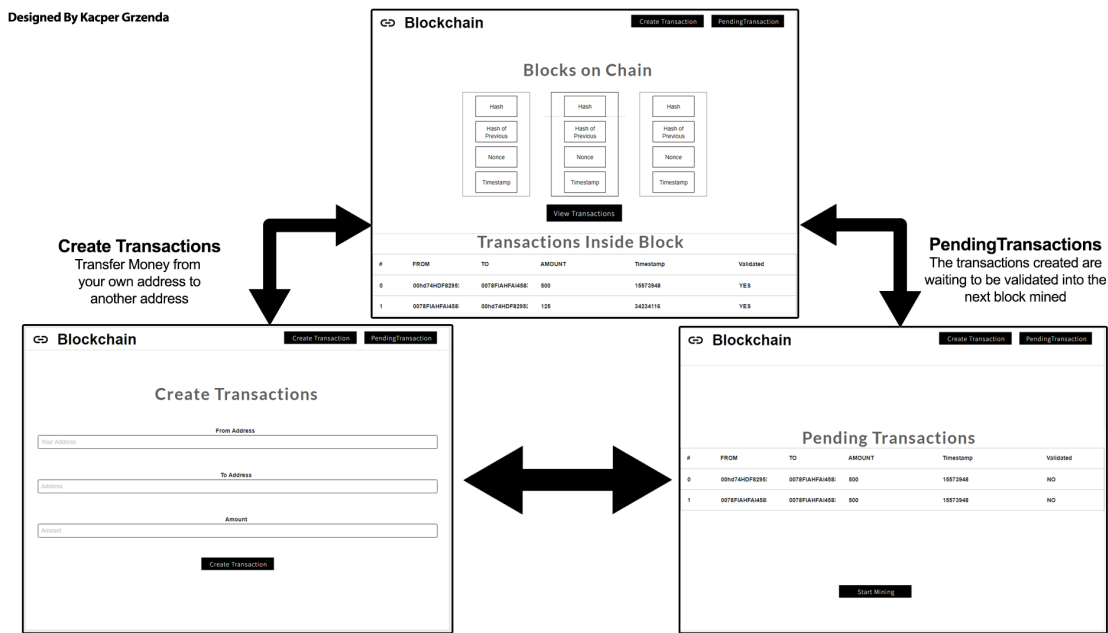 Designed By Kacper Grzenda
Blockchain
Create Transaction PendingTransaction
Blocks on Chain
Hash Hash Hash
Hash of Hash of Hash of
Previous Previous Previous
Nonce Nonce Nonce
Timestamp Timestamp Timestamp
View Transactions
Transactions Inside Block
# FROM TO AMOUNT Timestamp Validated
0 00hd74HDF8295: 0078FIAHFAI458: 500 15573948 YES
1 0078FIAHFAI458 00hd74HDF8295: 125 34234116 YES
Create Transactions
Transfer Money from
your own address to
another address
PendingTransactions
The transactions created are
waiting to be validated into the
next block mined
Blockchain
Create Transaction PendingTransaction
Create Transactions
From Address
Your Address
To Address
Address
Amount
Amount
Create Transaction
Blockchain
Create Transaction PendingTransaction
Pending Transactions
# FROM TO AMOUNT Timestamp Validated
0 00hd74HDF8295: 0078FIAHFAI458: 500 15573948 NO
1 0078FIAHFAI458 0078FIAHFAI458: 500 15573948 NO
Start Mining